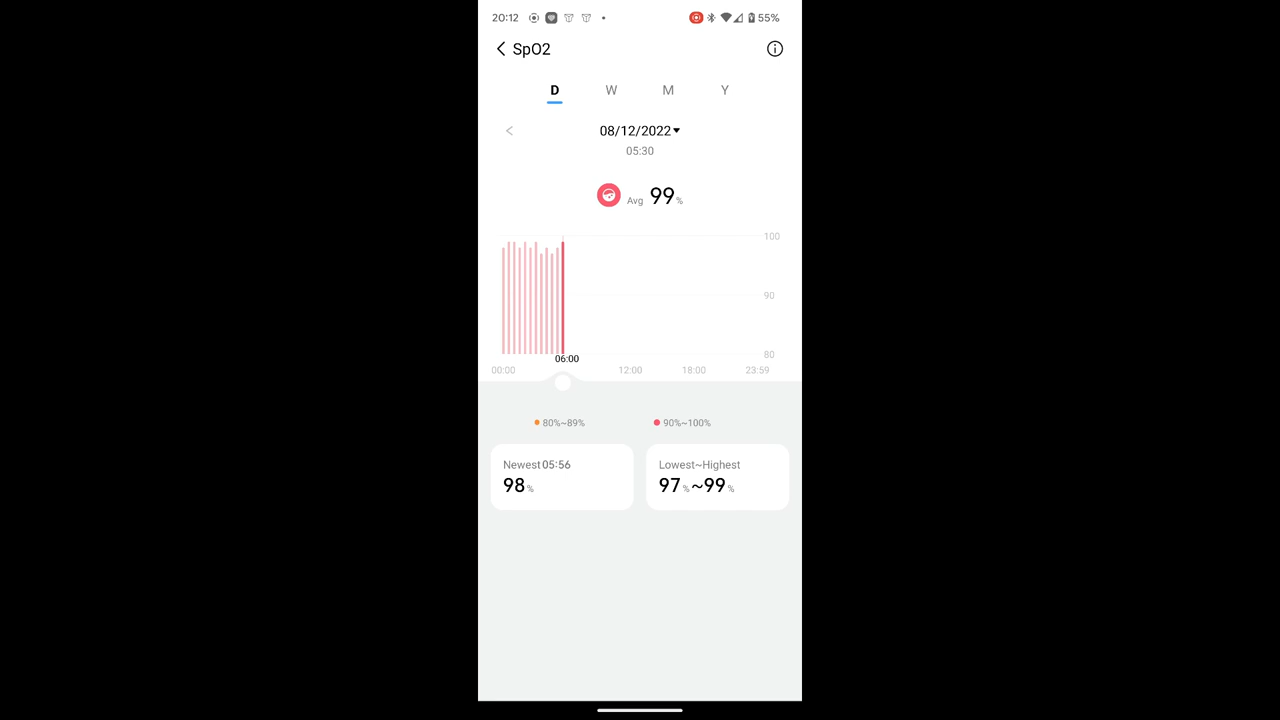 20:12 55%
SpO2
D W M Y
08/12/2022
05:30
Avg 99 %
100
90
80
06:00
00:00 12:00 18:00 23:59
80%~89% 90%~100%
Newest 05:56
98 %
Lowest~Highest
97 % ~99 %